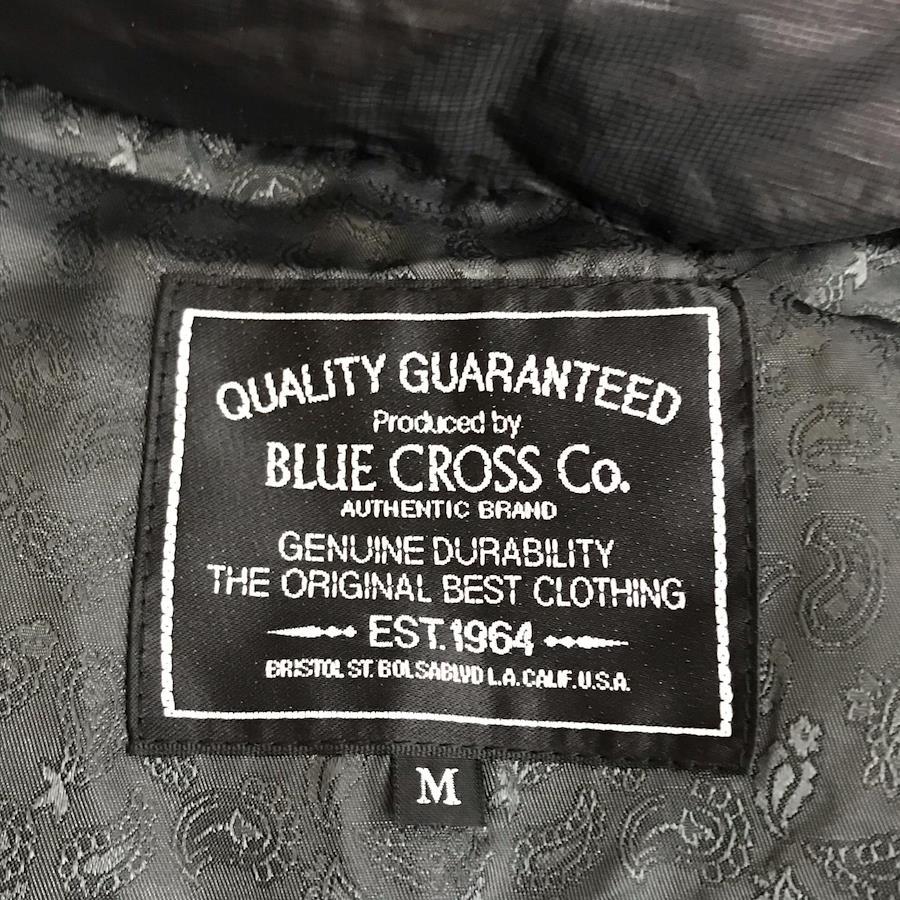 QUALITY GUARANTEED
Produced by
BLUE CROSS Co.
AUTHENTIC BRAND
GENUINE DURABILITY
THE ORIGINAL BEST CLOTHING
EST.1964
BRISTOL ST. BOLSABLVD L.A. CALIF. U.S.A.
M